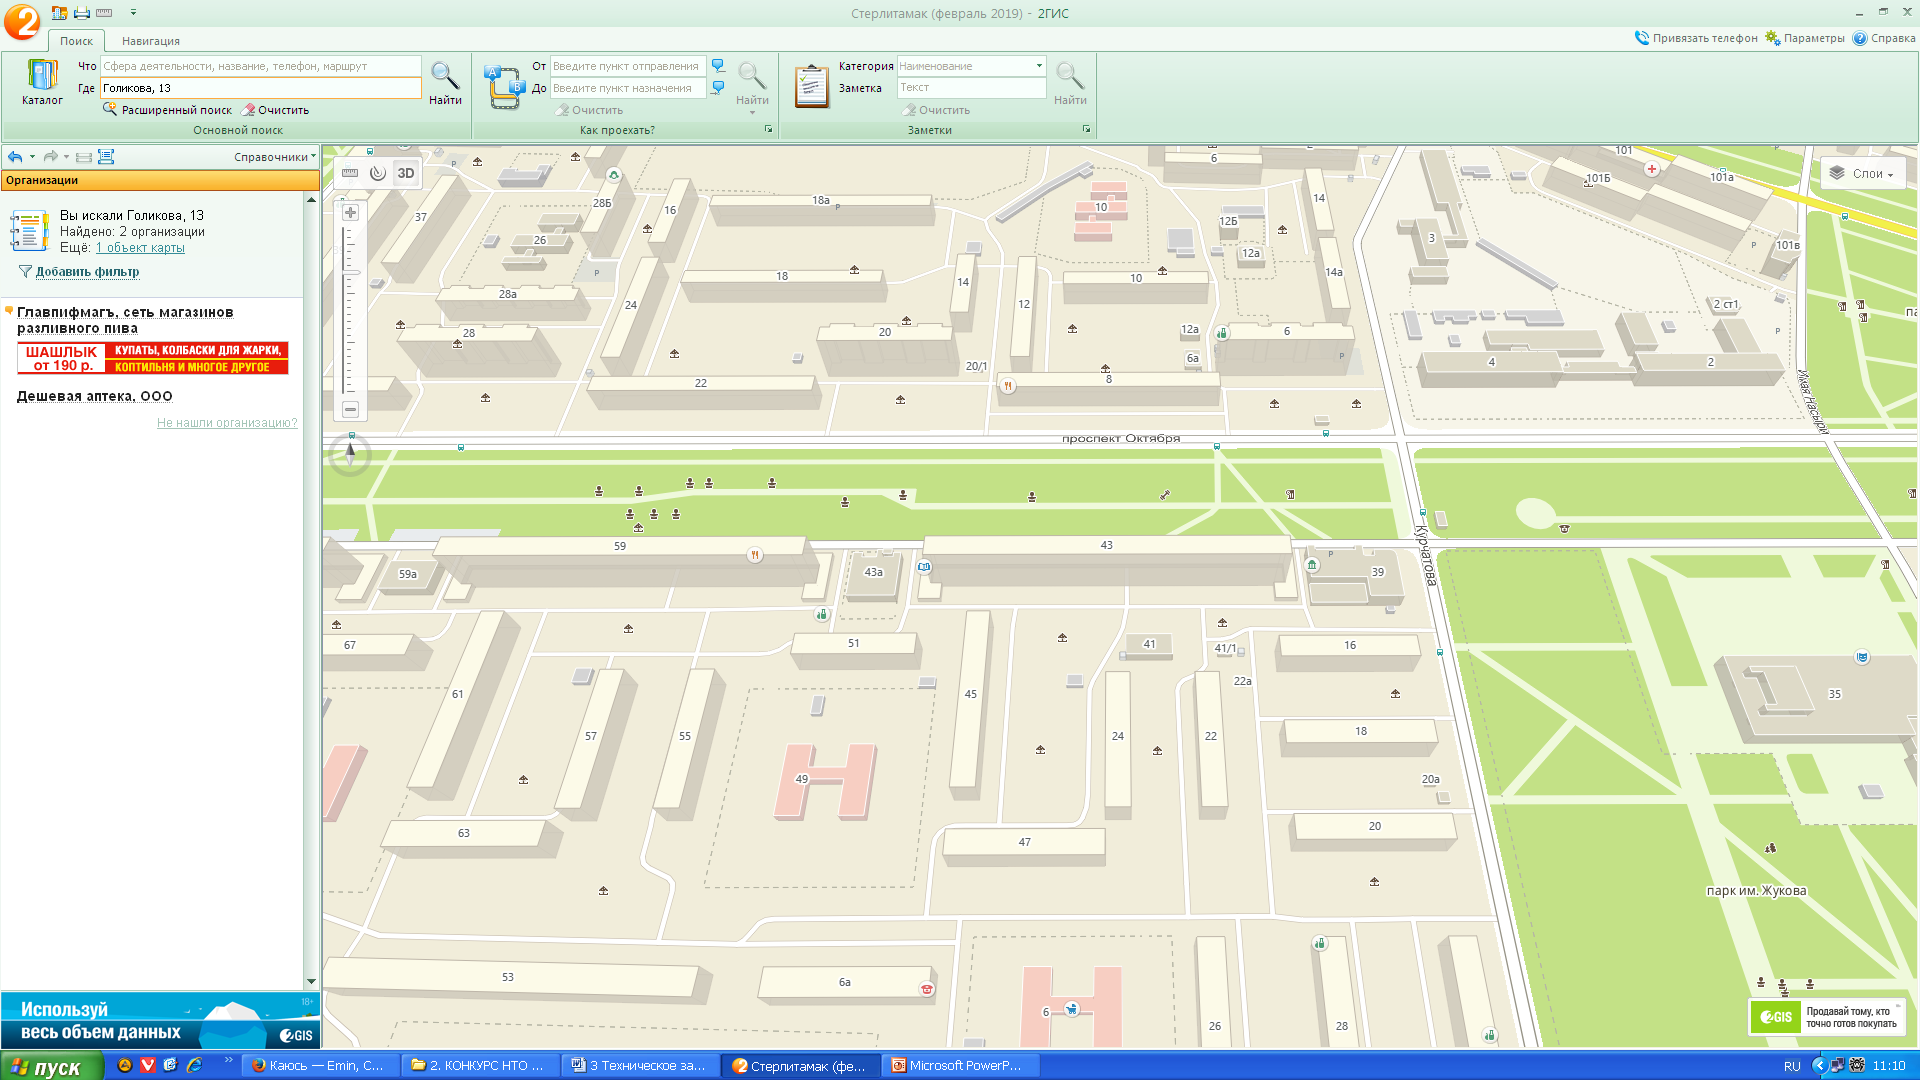 Стерлитамак (февраль 2019) - 2ГИС
Поиск
Навигация
Привязать телефон
Параметры
Справка
Каталог
Что
Сфера деятельности, название, телефон, маршрут
Где
Голикова, 13
Расширенный поиск
Очистить
Найти
Основной поиск
От
Введите пункт отправления
До
Введите пункт назначения
Очистить
Найти
Как проехать?
Категория
Наименование
Заметка
Текст
Очистить
Найти
Заметки
Справочники
Организации
Вы искали Голикова, 13
Найдено: 2 организации
Ещё: 1 объект карты
Добавить фильтр
Главпифмагъ, сеть магазинов
разливного пива
ШАШЛЫК
от 190 р.
КУПАТЫ, КОЛБАСКИ ДЛЯ ЖАРКИ,
КОПТИЛЬНЯ И МНОГОЕ ДРУГОЕ
Дешевая аптека, ООО
Не нашли организацию?
Используй
весь объем данных
18+
2GIS
3D
Слои
37
28Б
16
18а
26
28а
28
24
18
20
22
14
12
20/1
10
10
6
12Б
12а
14
14а
12а
6а
6
8
3
101
101Б
101а
101в
2 ст1
4
2
проспект Октября
Имая Насыри
Курчатова
59
59а
43а
43
39
67
61
57
55
51
49
45
41
41/1
22а
24
22
16
18
20а
20
63
47
53
6а
6
26
28
35
парк им. Жукова
2GIS
Продавай тому, кто
точно готов покупать
пуск
Каюсь — Emin, С...
2. КОНКУРС НТО ...
3 Техническое за...
Стерлитамак (фе...
Microsoft PowerP...
RU
11:10